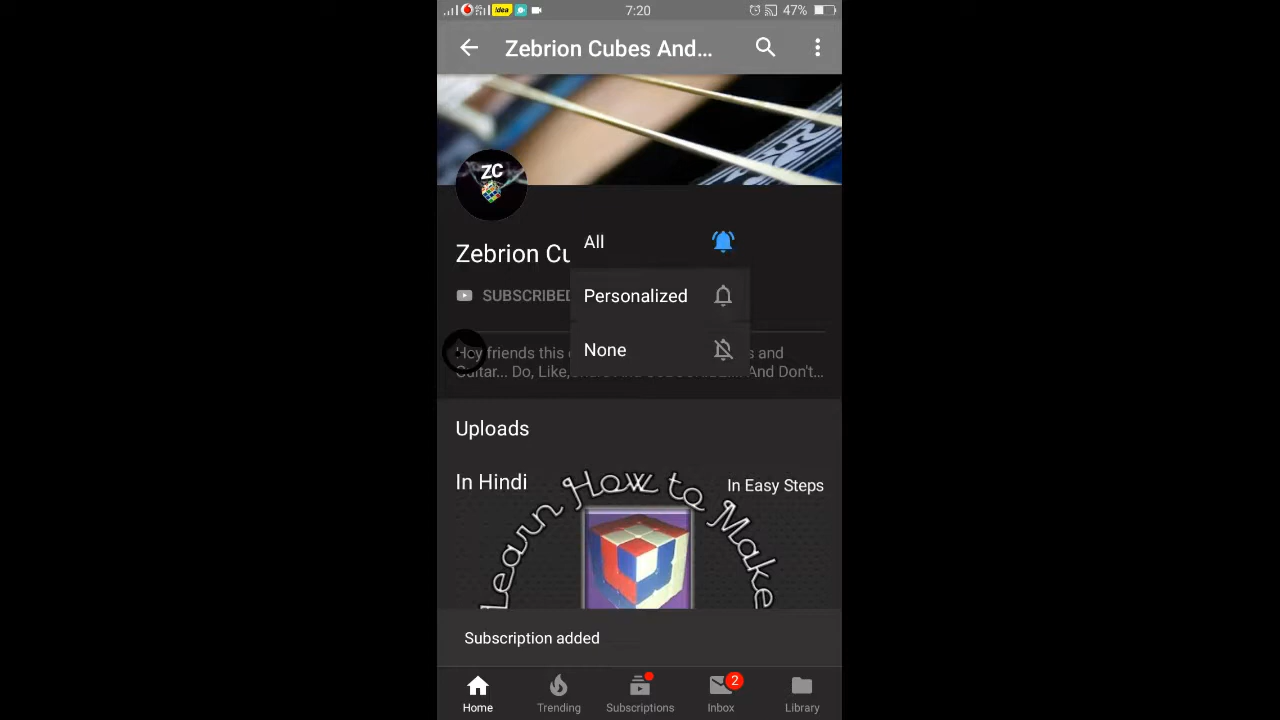 idea
7:20
47%
Zebrion Cubes And...
ZC
Zebrion Cu
All
SUBSCRIBED
Personalized
None
Hey friends this
s and
Guitar... Do, Like,
And Don't...
Uploads
In Hindi
In Easy Steps
Learn How to Make
Subscription added
2
Home
Trending
Subscriptions
Inbox
Library